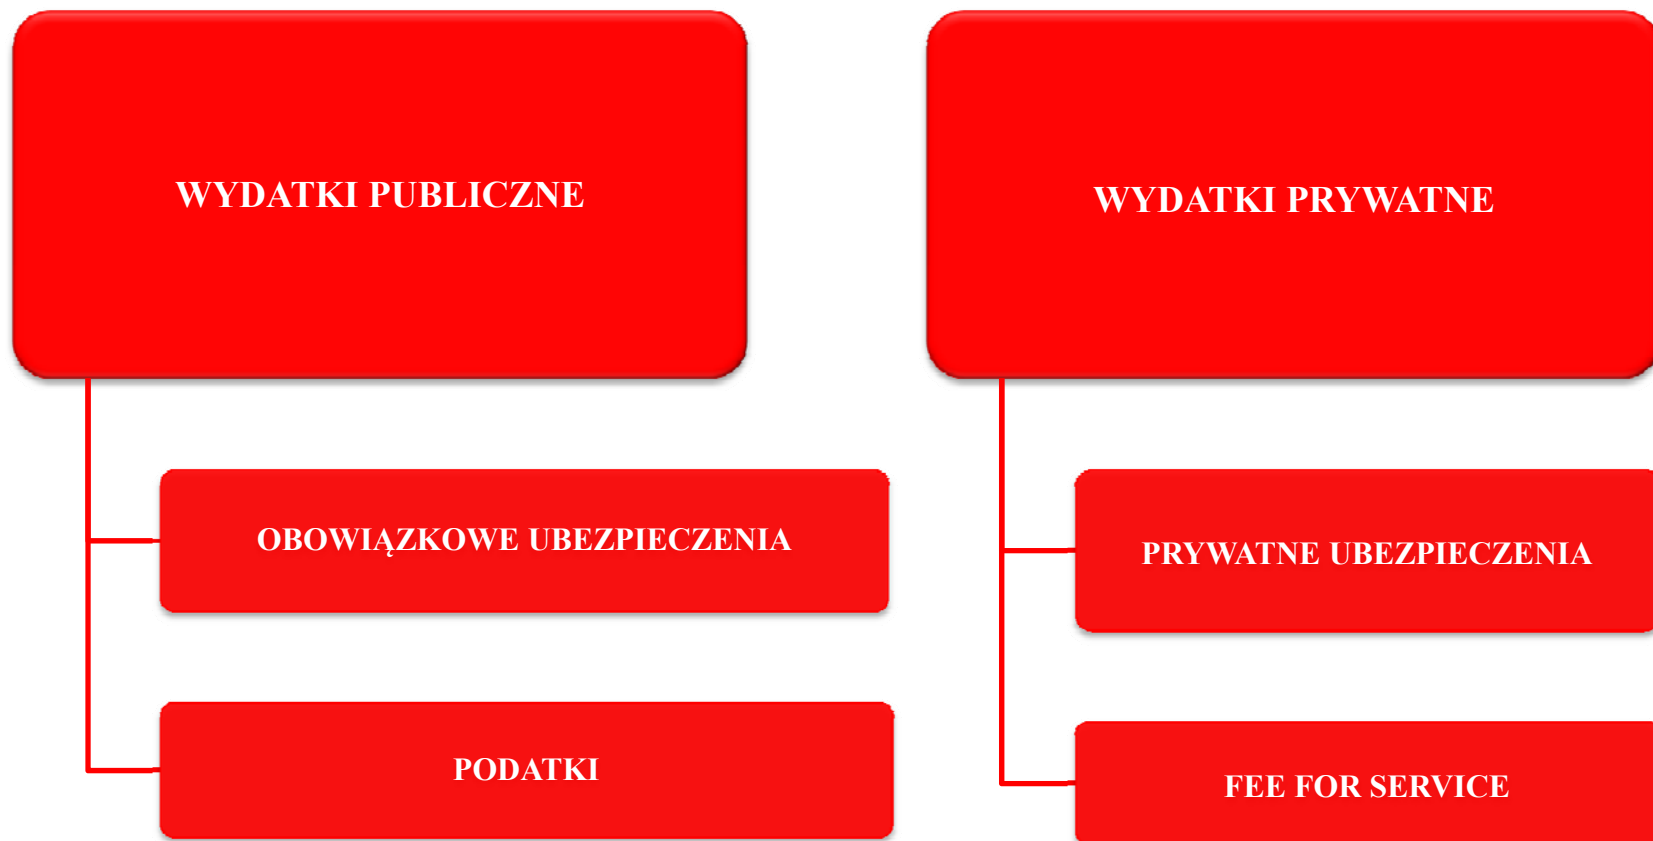 WYDATKI PUBLICZNE
OBOWIĄZKOWE UBEZPIECZENIA
PODATKI
WYDATKI PRYWATNE
PRYWATNE UBEZPIECZENIA
FEE FOR SERVICE